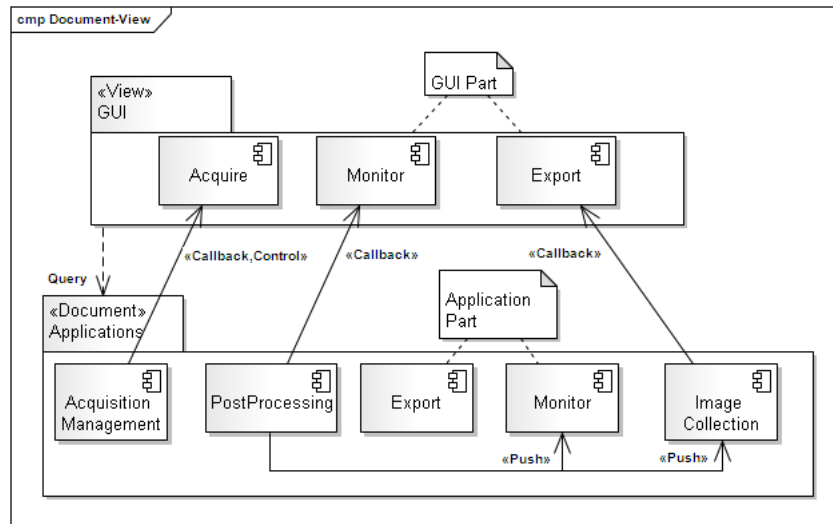 cmp Document-View
GUI Part
«View»
GUI
Acquire
Monitor
Export
«Callback,Control»
«Callback»
«Callback»
Query
«Document»
Applications
Application
Part
Acquisition
Management
PostProcessing
Export
Monitor
Image
Collection
«Push»
«Push»